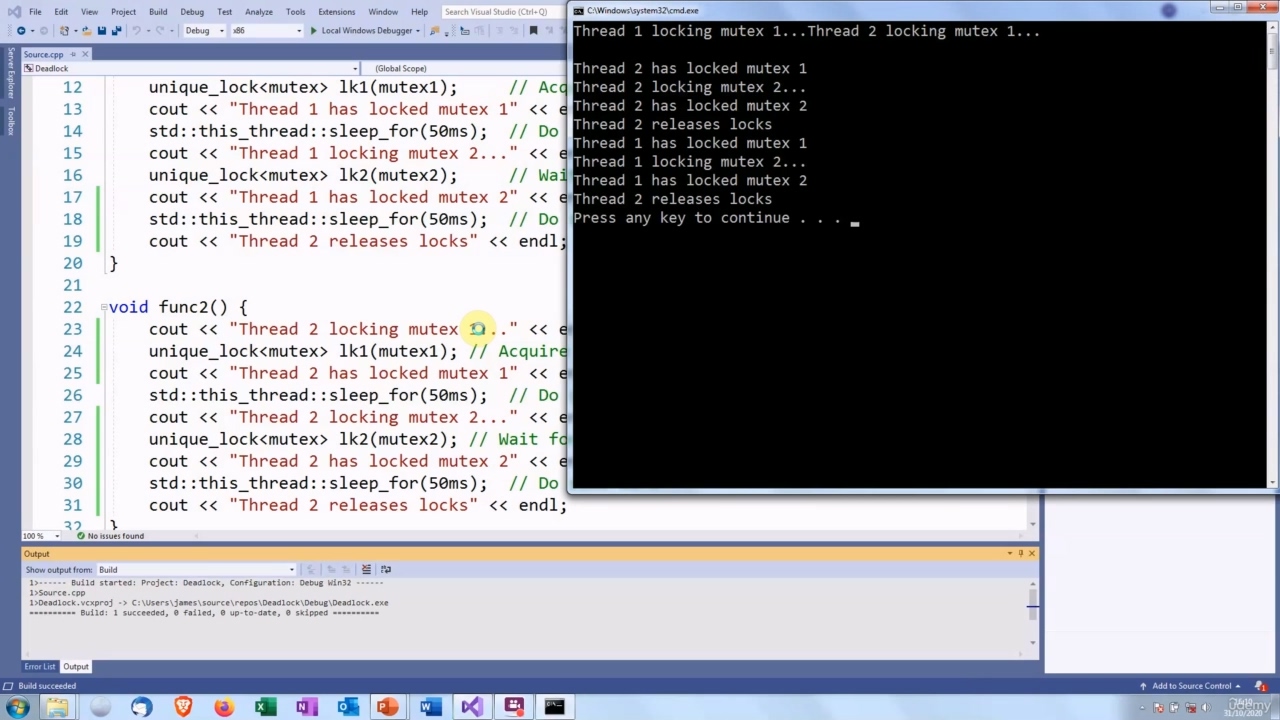 File Edit View Project Build Debug Test Analyze Tools Extensions Window Help Search Visual Studio (Ctrl+Q)
Debug x86 Local Windows Debugger
Source.cpp
Deadlock (Global Scope)
Server Explorer
Toolbox
12 unique_lock<mutex> lk1(mutex1); // Acq
13 cout << "Thread 1 has locked mutex 1" << e
14 std::this_thread::sleep_for(50ms); // Do
15 cout << "Thread 1 locking mutex 2..." << e
16 unique_lock<mutex> lk2(mutex2); // Wai
17 cout << "Thread 1 has locked mutex 2" << e
18 std::this_thread::sleep_for(50ms); // Do
19 cout << "Thread 2 releases locks" << endl;
20 }
21
22 void func2() {
23 cout << "Thread 2 locking mutex 1..." << e
24 unique_lock<mutex> lk1(mutex1); // Acquire
25 cout << "Thread 2 has locked mutex 1" << e
26 std::this_thread::sleep_for(50ms); // Do
27 cout << "Thread 2 locking mutex 2..." << e
28 unique_lock<mutex> lk2(mutex2); // Wait fo
29 cout << "Thread 2 has locked mutex 2" << e
30 std::this_thread::sleep_for(50ms); // Do
31 cout << "Thread 2 releases locks" << endl;
32 }
100 % No issues found
C:\Windows\system32\cmd.exe
Thread 1 locking mutex 1...Thread 2 locking mutex 1...
Thread 2 has locked mutex 1
Thread 2 locking mutex 2...
Thread 2 has locked mutex 2
Thread 2 releases locks
Thread 1 has locked mutex 1
Thread 1 locking mutex 2...
Thread 1 has locked mutex 2
Thread 2 releases locks
Press any key to continue . . . _
Output
Show output from: Build
1>------ Build started: Project: Deadlock, Configuration: Debug Win32 ------
1>Source.cpp
1>Deadlock.vcxproj -> C:\Users\james\source\repos\Deadlock\Debug\Deadlock.exe
========== Build: 1 succeeded, 0 failed, 0 up-to-date, 0 skipped ==========
Error List Output
Build succeeded
Add to Source Control
1
31/10/2020
udemy